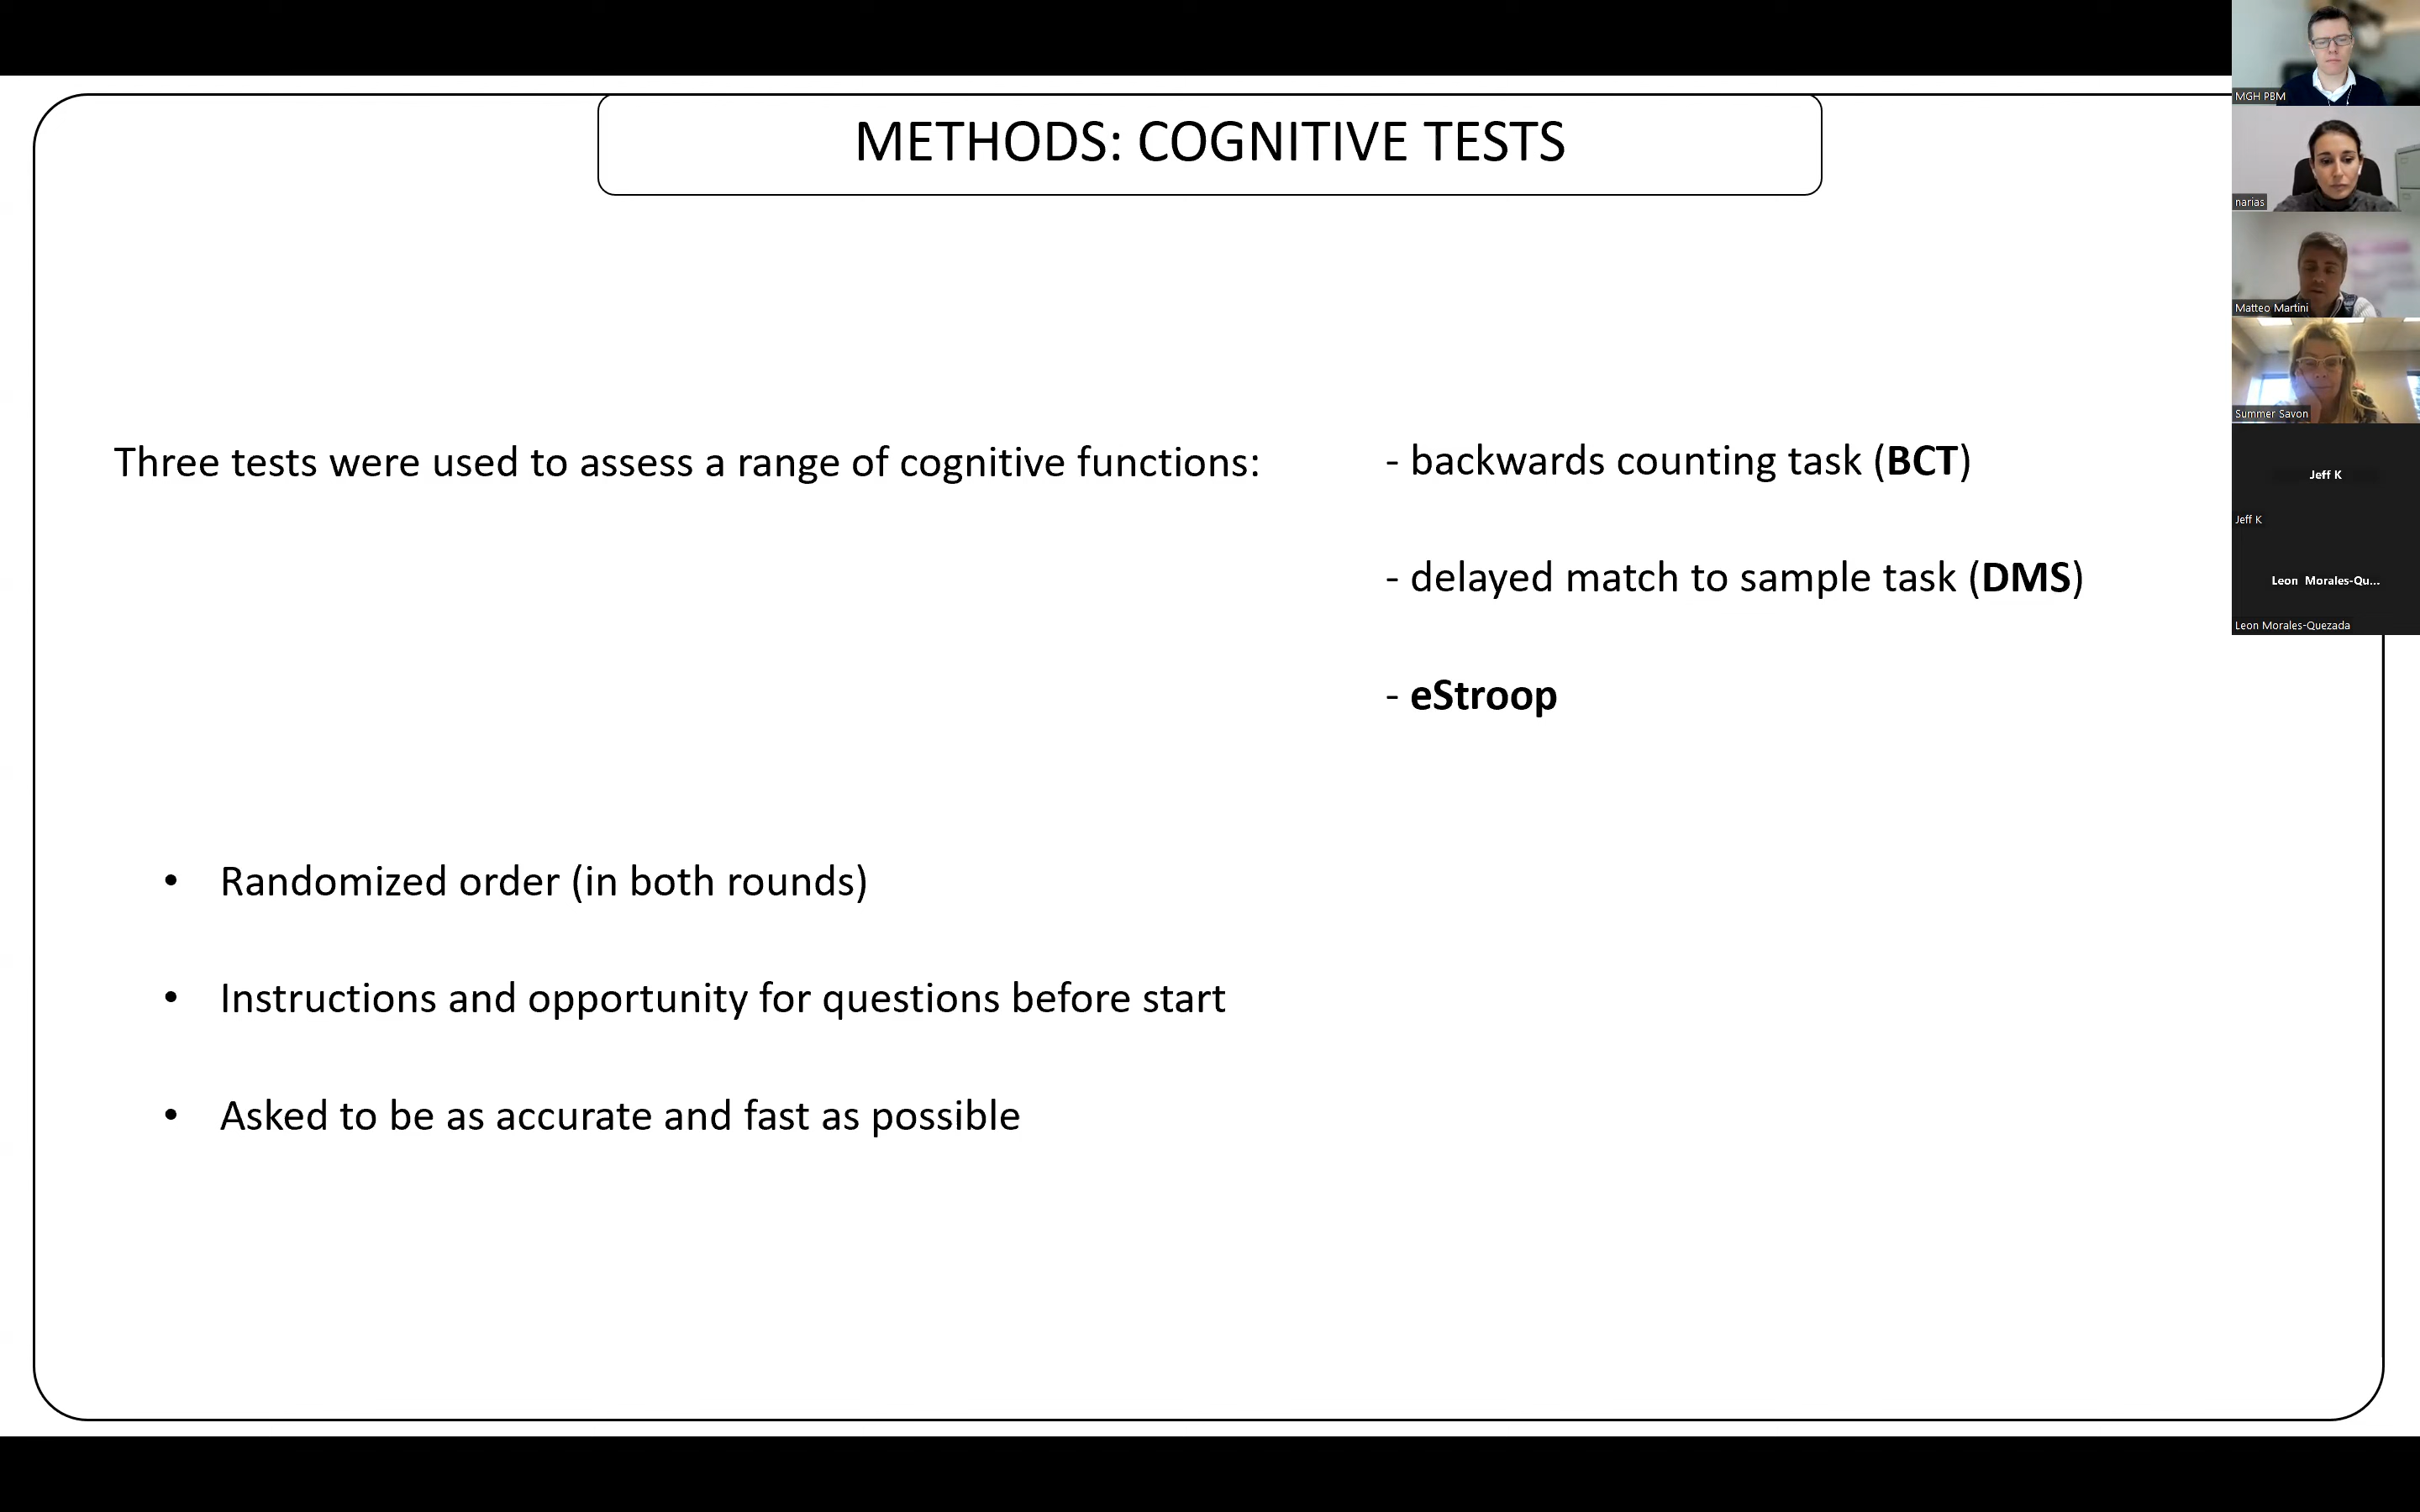 METHODS: COGNITIVE TESTS
Three tests were used to assess a range of cognitive functions:
- backwards counting task (BCT)
- delayed match to sample task (DMS)
- eStroop
• Randomized order (in both rounds)
• Instructions and opportunity for questions before start
• Asked to be as accurate and fast as possible
MGH PBM
narias
Matteo Martini
Summer Savon
Jeff K
Jeff K
Leon Morales-Qu...
Leon Morales-Quezada